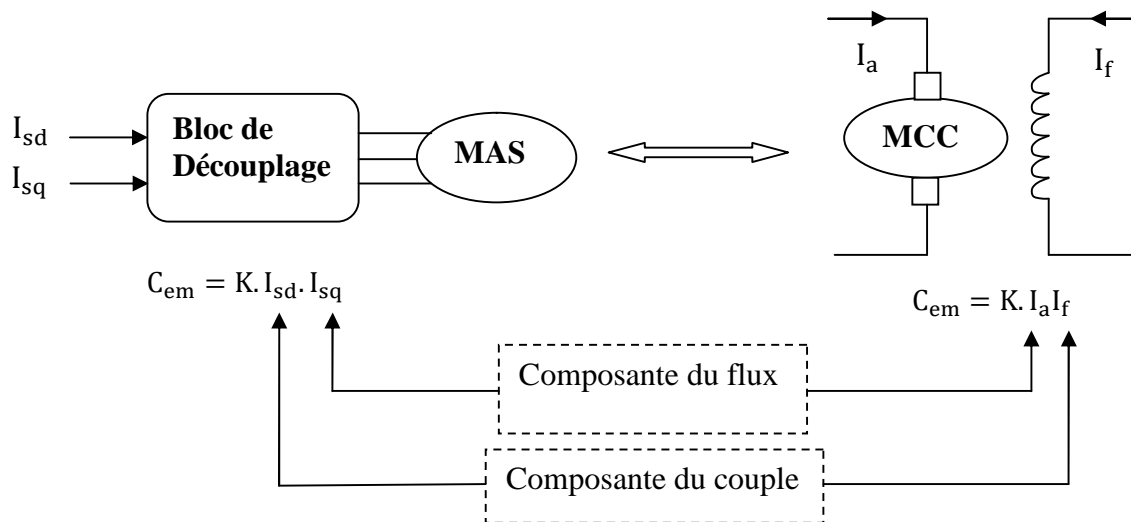 I_sd
I_sq
Bloc de
Découplage
MAS
I_a
I_f
MCC
C_em = K. I_sd. I_sq
C_em = K. I_a I_f
Composante du flux
Composante du couple